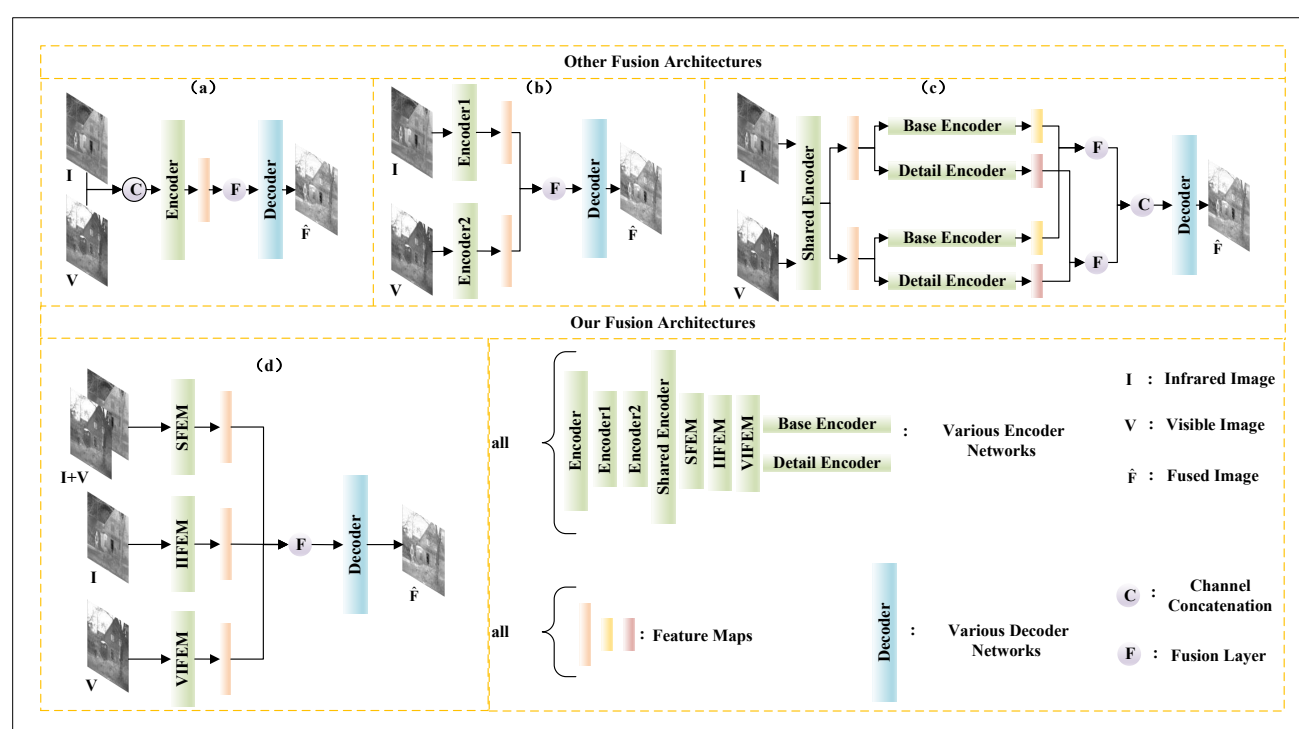 Other Fusion Architectures
(a)
I
V
C
Encoder
F
Decoder
F̂
(b)
I
V
Encoder1
Encoder2
F
Decoder
F̂
(c)
I
V
Shared Encoder
Base Encoder
Detail Encoder
Base Encoder
Detail Encoder
F
F
C
Decoder
F̂
Our Fusion Architectures
(d)
I+V
SFEM
I
IIFEM
V
VIFEM
F
Decoder
F̂
all
Encoder
Encoder1
Encoder2
Shared Encoder
SFEM
IIFEM
VIFEM
Base Encoder
Detail Encoder
: Various Encoder
Networks
all
: Feature Maps
Decoder
: Various Decoder
Networks
I : Infrared Image
V : Visible Image
F̂ : Fused Image
C : Channel
Concatenation
F : Fusion Layer